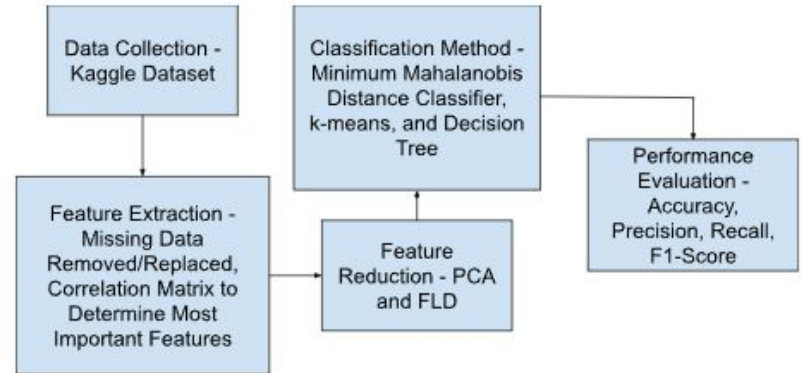 Data Collection -
Kaggle Dataset
Feature Extraction -
Missing Data
Removed/Replaced,
Correlation Matrix to
Determine Most
Important Features
Feature
Reduction - PCA
and FLD
Classification Method -
Minimum Mahalanobis
Distance Classifier,
k-means, and Decision
Tree
Performance
Evaluation -
Accuracy,
Precision, Recall,
F1-Score